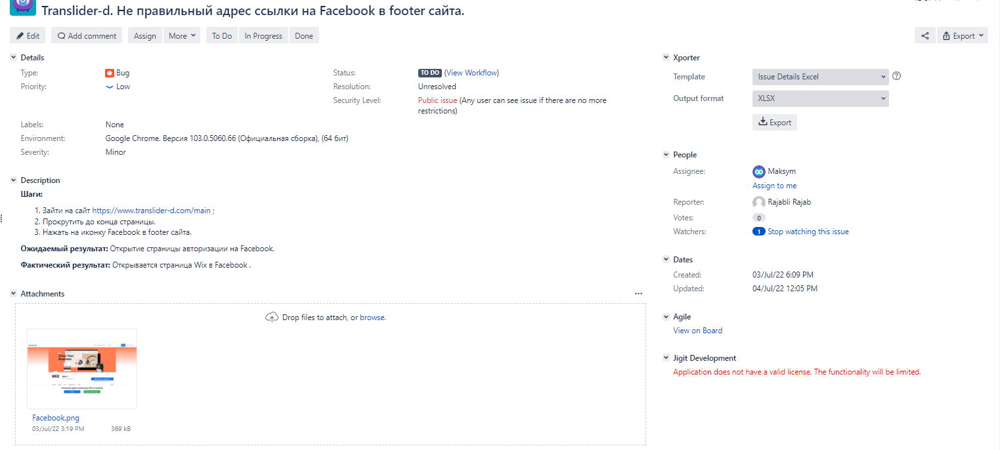 Translider-d. Не правильный адрес ссылки на Facebook в footer сайта.
Edit Add comment Assign More To Do In Progress Done Export
Details
Type: Bug
Status: TO DO (View Workflow)
Priority: Low
Resolution: Unresolved
Security Level: Public issue (Any user can see issue if there are no more
restrictions)
Labels: None
Environment: Google Chrome. Версия 103.0.5060.66 (Официальная сборка), (64 бит)
Severity: Minor
Description
Шаги:
1. Зайти на сайт https://www.translider-d.com/main ;
2. Прокрутить до конца страницы.
3. Нажать на иконку Facebook в footer сайта.
Ожидаемый результат: Открытие страницы авторизации на Facebook.
Фактический результат: Открывается страница Wix в Facebook .
Attachments
Drop files to attach, or browse.
Grow Your
Business
WiX
Facebook.png
03/Jul/22 3:19 PM 369 kB
Xporter
Template Issue Details Excel
Output format XLSX
Export
People
Assignee: Maksym
Assign to me
Reporter: Rajabli Rajab
Votes: 0
Watchers: 1 Stop watching this issue
Dates
Created: 03/Jul/22 6:09 PM
Updated: 04/Jul/22 12:05 PM
Agile
View on Board
Jigit Development
Application does not have a valid license. The functionality will be limited.